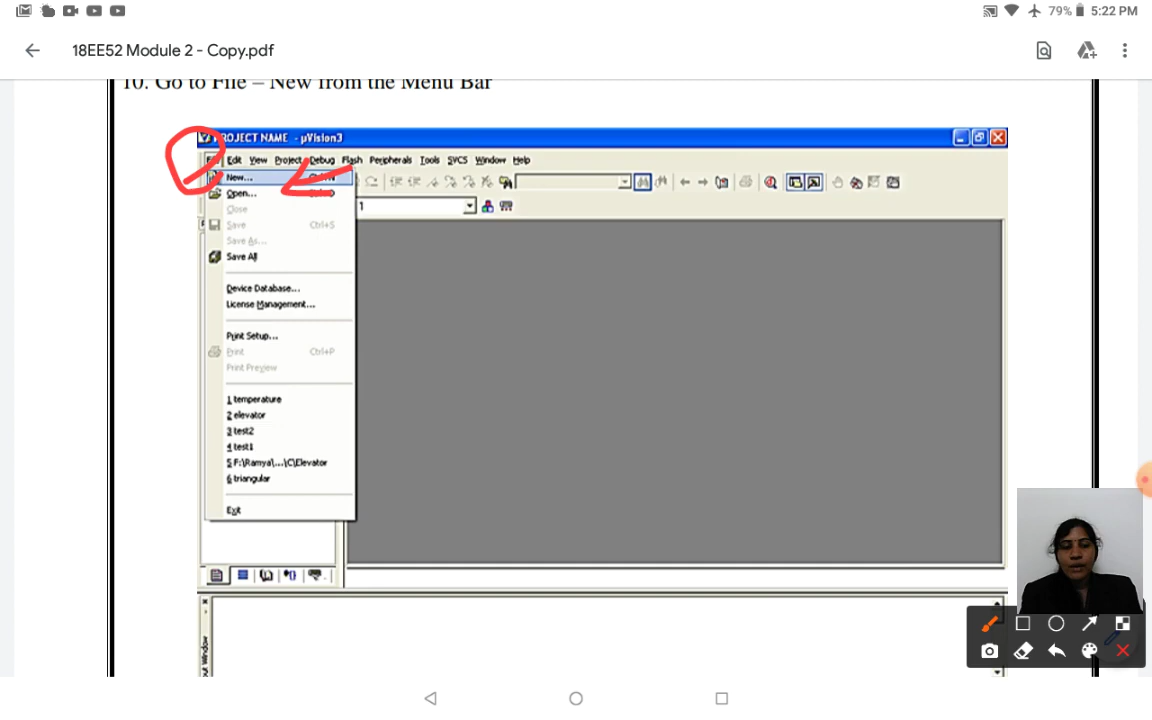 79% 5:22 PM
18EE52 Module 2 - Copy.pdf
10. Go to File – New from the Menu Bar
PROJECT NAME - µVision3
Edit View Project Debug Flash Peripherals Tools SVCS Window Help
New...
Open...
Close
Save Ctrl+S
Save As...
Save All
Device Database...
License Management...
Print Setup...
Print Ctrl+P
Print Preview
1 temperature
2 elevator
3 test2
4 test1
5 F:\Ramya\...\C\Elevator
6 triangular
Exit
Window